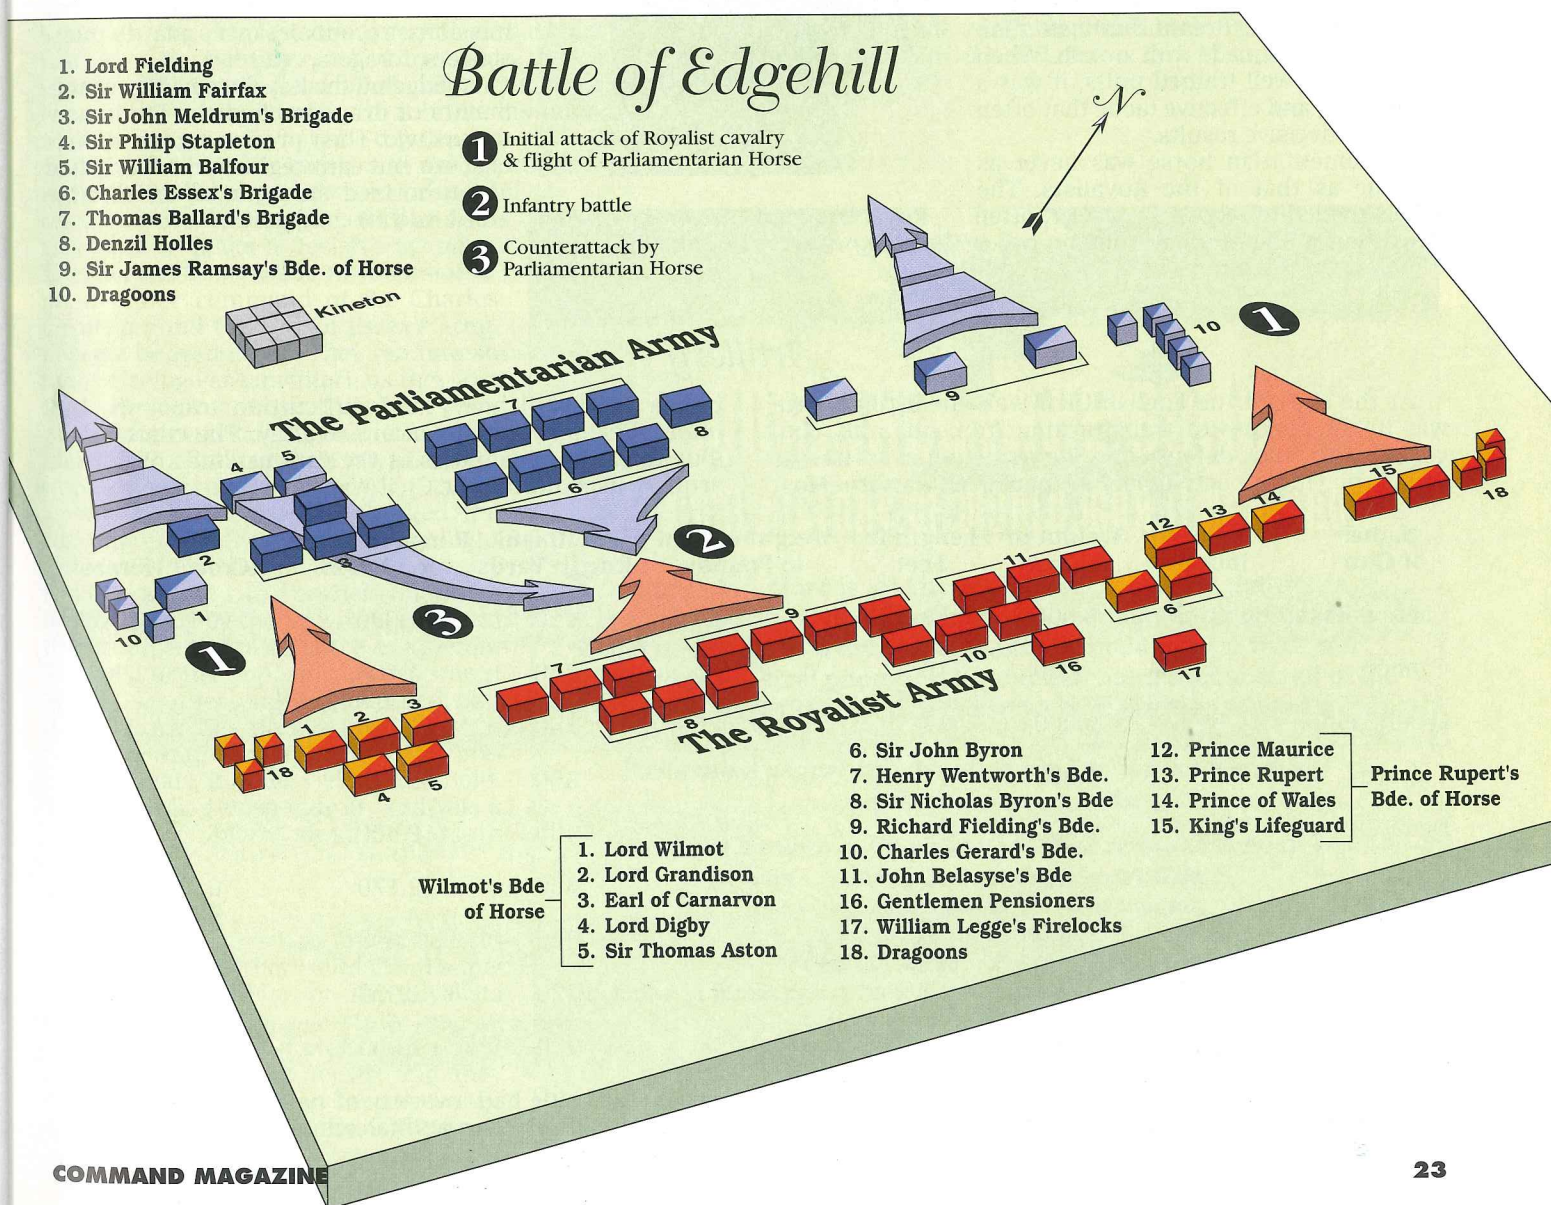 Battle of Edgehill
1. Lord Fielding
2. Sir William Fairfax
3. Sir John Meldrum's Brigade
4. Sir Philip Stapleton
5. Sir William Balfour
6. Charles Essex's Brigade
7. Thomas Ballard's Brigade
8. Denzil Holles
9. Sir James Ramsay's Bde. of Horse
10. Dragoons
1 Initial attack of Royalist cavalry
& flight of Parliamentarian Horse
2 Infantry battle
3 Counterattack by
Parliamentarian Horse
N
Kineton
The Parliamentarian Army
7
8
6
4
5
2
3
1
10
9
10
1
2
3
1
The Royalist Army
1
2
3
4
5
18
7
8
9
10
11
12
13
14
15
6
16
17
18
Wilmot's Bde
of Horse
1. Lord Wilmot
2. Lord Grandison
3. Earl of Carnarvon
4. Lord Digby
5. Sir Thomas Aston
6. Sir John Byron
7. Henry Wentworth's Bde.
8. Sir Nicholas Byron's Bde
9. Richard Fielding's Bde.
10. Charles Gerard's Bde.
11. John Belasyse's Bde
16. Gentlemen Pensioners
17. William Legge's Firelocks
18. Dragoons
12. Prince Maurice
13. Prince Rupert
14. Prince of Wales
15. King's Lifeguard
Prince Rupert's
Bde. of Horse
COMMAND MAGAZINE
23